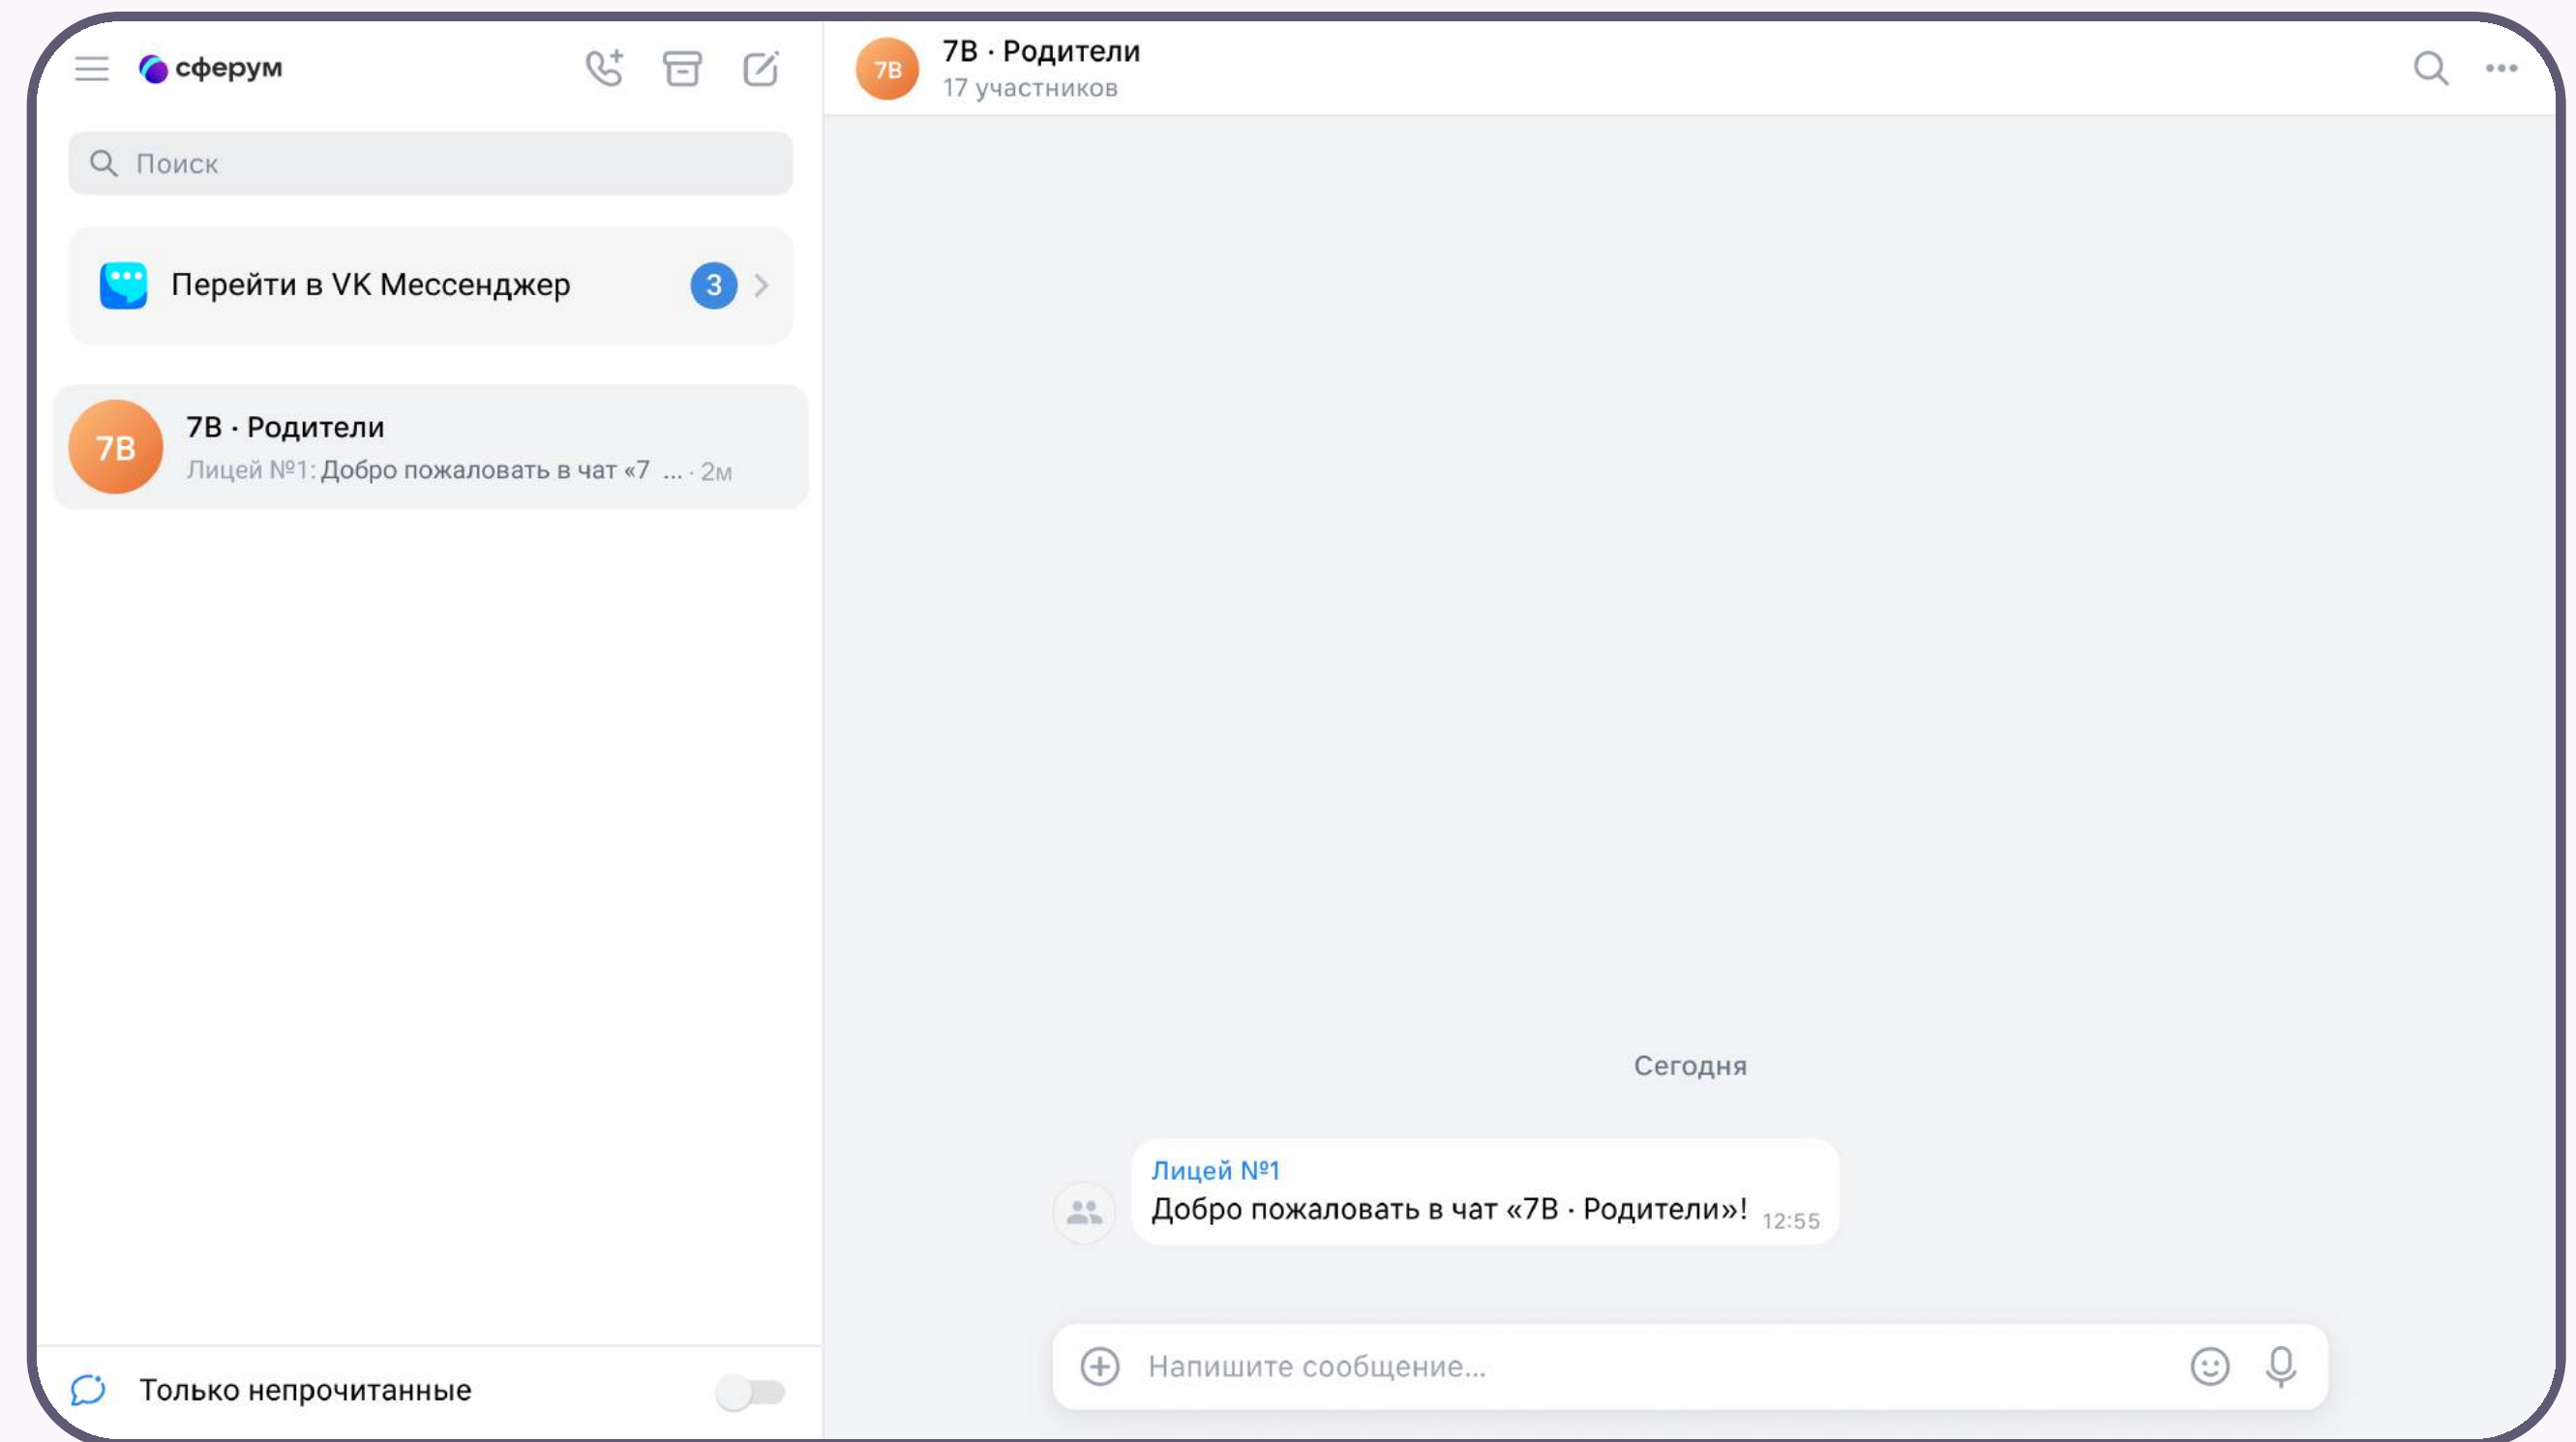 сферум
Поиск
Перейти в VK Мессенджер 3
7В
7В · Родители
Лицей №1: Добро пожаловать в чат «7 ... · 2м
Только непрочитанные
7В
7В · Родители
17 участников
Сегодня
Лицей №1
Добро пожаловать в чат «7В · Родители»! 12:55
Напишите сообщение...